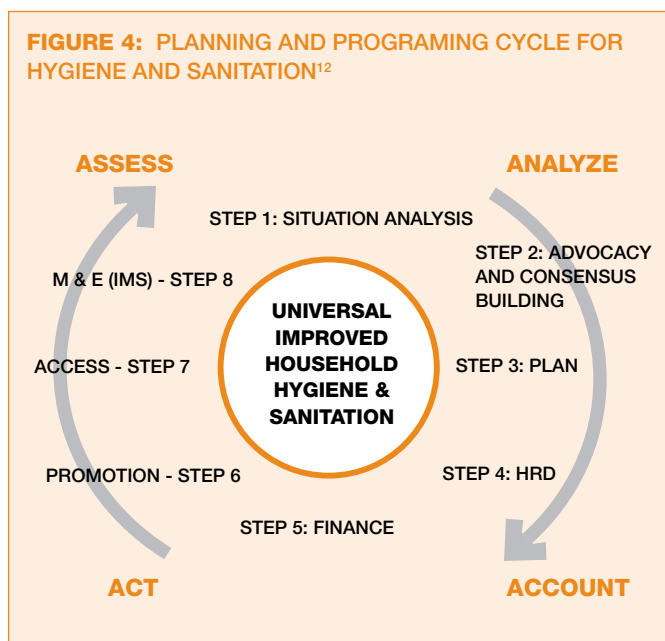 FIGURE 4: PLANNING AND PROGRAMING CYCLE FOR
HYGIENE AND SANITATION¹²
ASSESS
ANALYZE
STEP 1: SITUATION ANALYSIS
STEP 2: ADVOCACY
AND CONSENSUS
BUILDING
STEP 3: PLAN
STEP 4: HRD
ACCOUNT
STEP 5: FINANCE
ACT
PROMOTION - STEP 6
ACCESS - STEP 7
M & E (IMS) - STEP 8
UNIVERSAL
IMPROVED
HOUSEHOLD
HYGIENE &
SANITATION